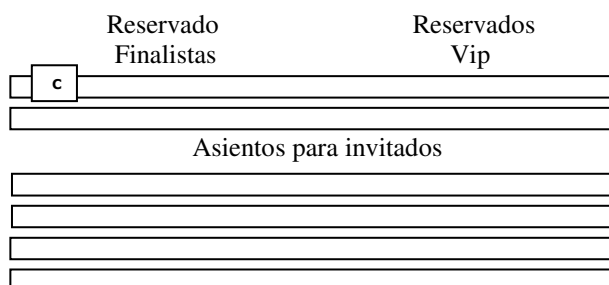 Reservado Reservados
Finalistas Vip
C
Asientos para invitados